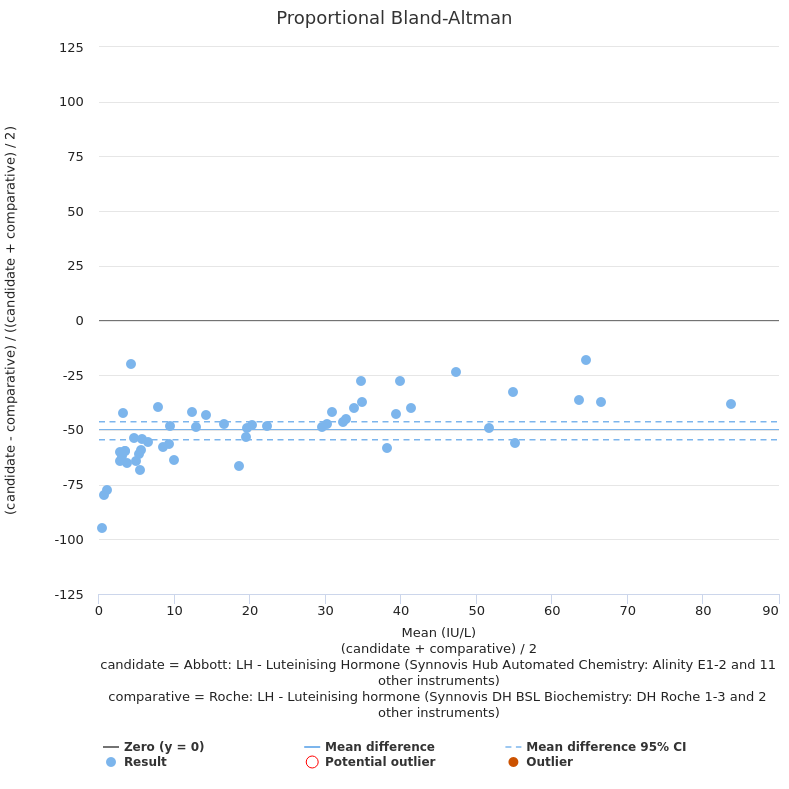 Proportional Bland-Altman
(candidate - comparative) / ((candidate + comparative) / 2)
125
100
75
50
25
0
-25
-50
-75
-100
-125
0 10 20 30 40 50 60 70 80 90
Mean (IU/L)
(candidate + comparative) / 2
candidate = Abbott: LH - Luteinising Hormone (Synnovis Hub Automated Chemistry: Alinity E1-2 and 11
other instruments)
comparative = Roche: LH - Luteinising hormone (Synnovis DH BSL Biochemistry: DH Roche 1-3 and 2
other instruments)
Zero (y = 0) Mean difference Mean difference 95% CI
Result Potential outlier Outlier